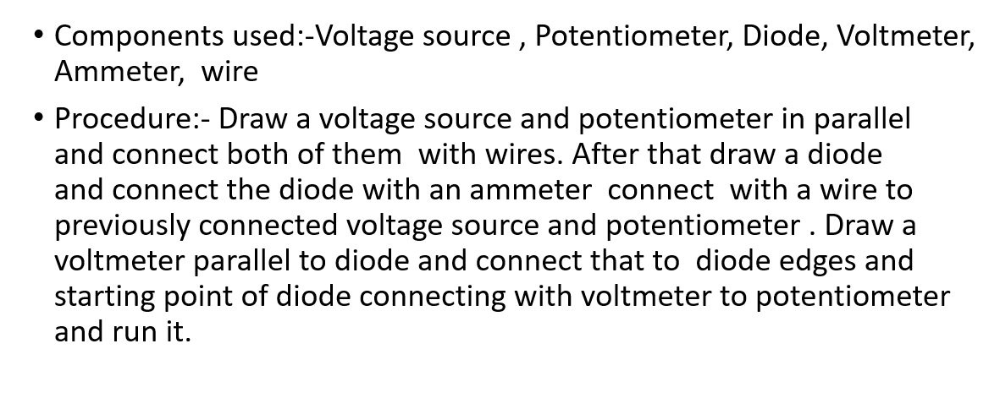 • Components used:-Voltage source , Potentiometer, Diode, Voltmeter,
Ammeter,  wire
• Procedure:- Draw a voltage source and potentiometer in parallel
and connect both of them  with wires. After that draw a diode
and connect the diode with an ammeter  connect  with a wire to
previously connected voltage source and potentiometer . Draw a
voltmeter parallel to diode and connect that to  diode edges and
starting point of diode connecting with voltmeter to potentiometer
and run it.